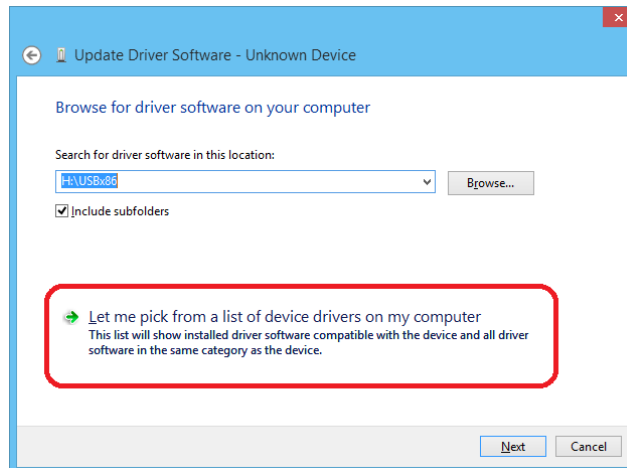 Update Driver Software - Unknown Device
Browse for driver software on your computer
Search for driver software in this location:
H:\USBx86
Browse...
Include subfolders
Let me pick from a list of device drivers on my computer
This list will show installed driver software compatible with the device and all driver
software in the same category as the device.
Next
Cancel